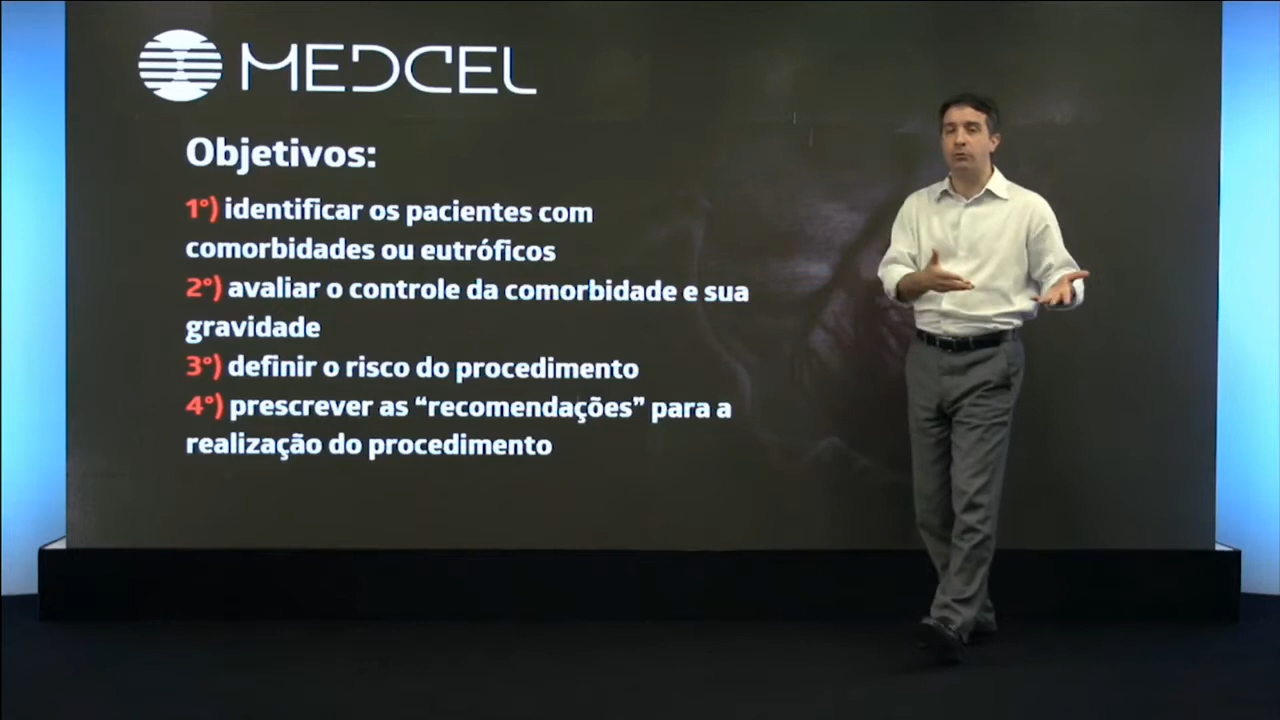 MEDCEL
Objetivos:
1°) identificar os pacientes com
comorbidades ou eutróficos
2°) avaliar o controle da comorbidade e sua
gravidade
3°) definir o risco do procedimento
4°) prescrever as “recomendações” para a
realização do procedimento